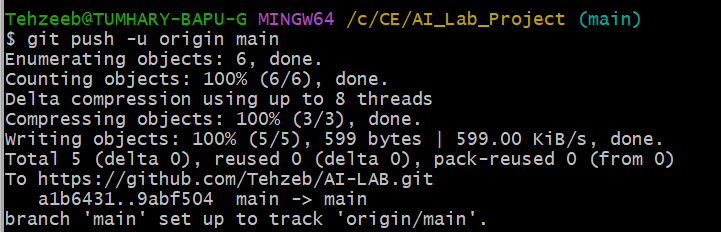 Tehzeeb@TUMHARY-BAPU-G MINGW64 /c/CE/AI_Lab_Project (main)
$ git push -u origin main
Enumerating objects: 6, done.
Counting objects: 100% (6/6), done.
Delta compression using up to 8 threads
Compressing objects: 100% (3/3), done.
Writing objects: 100% (5/5), 599 bytes | 599.00 KiB/s, done.
Total 5 (delta 0), reused 0 (delta 0), pack-reused 0 (from 0)
To https://github.com/Tehzeb/AI-LAB.git
   a1b6431..9abf504  main -> main
branch 'main' set up to track 'origin/main'.